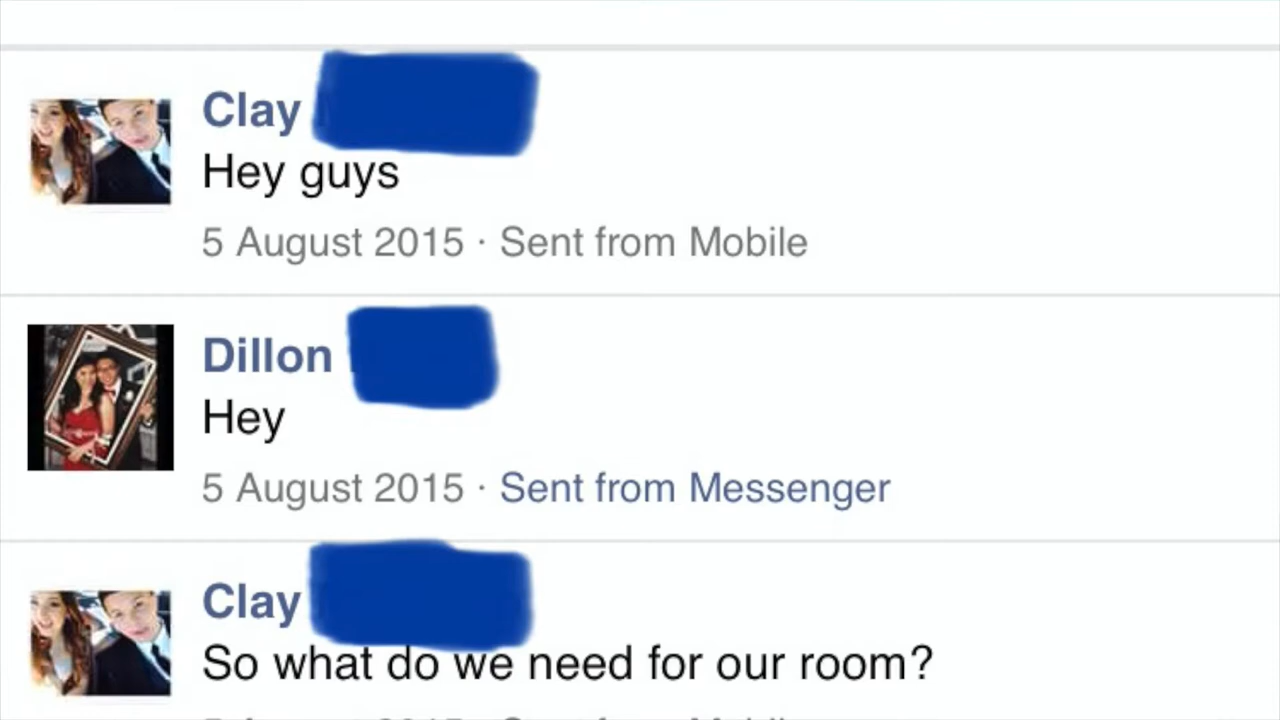 Clay
Hey guys
5 August 2015 · Sent from Mobile
Dillon
Hey
5 August 2015 · Sent from Messenger
Clay
So what do we need for our room?